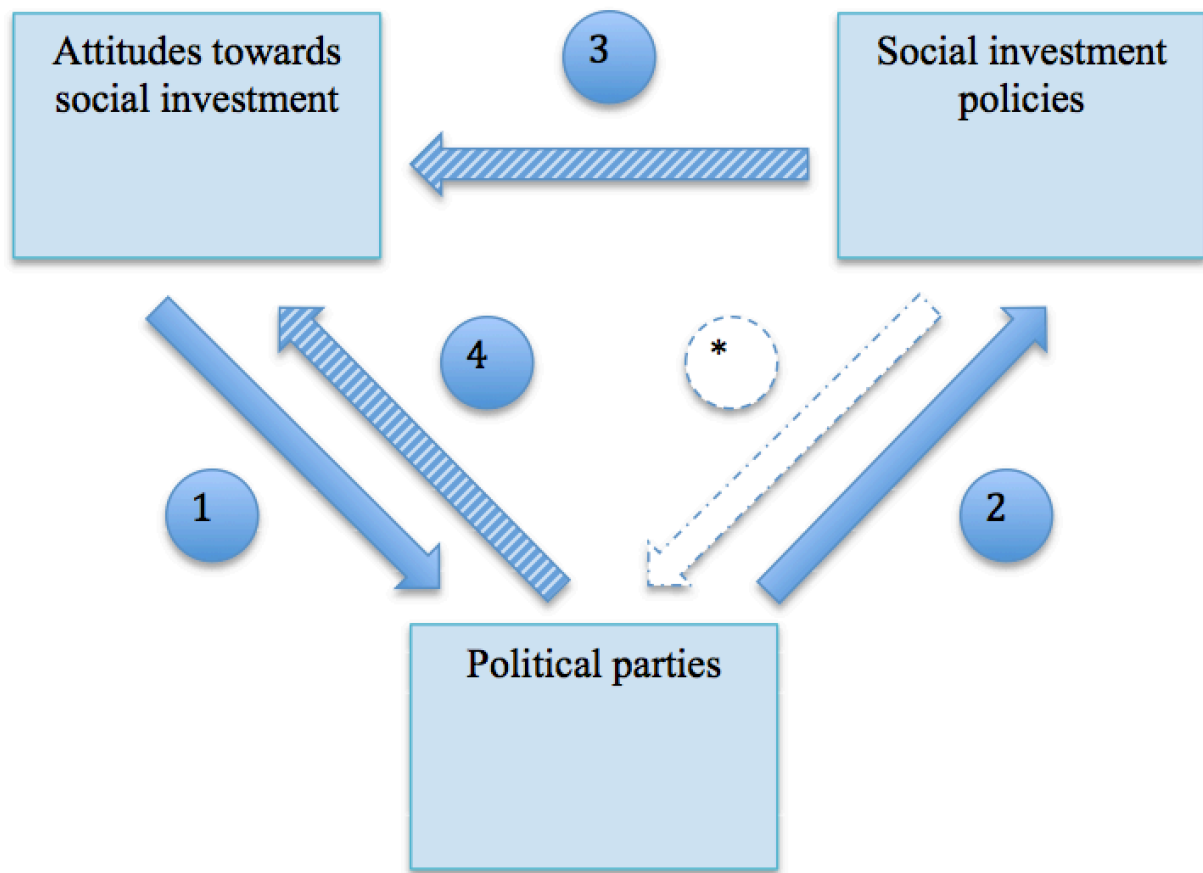 Attitudes towards
social investment
3
Social investment
policies
4
*
1
2
Political parties